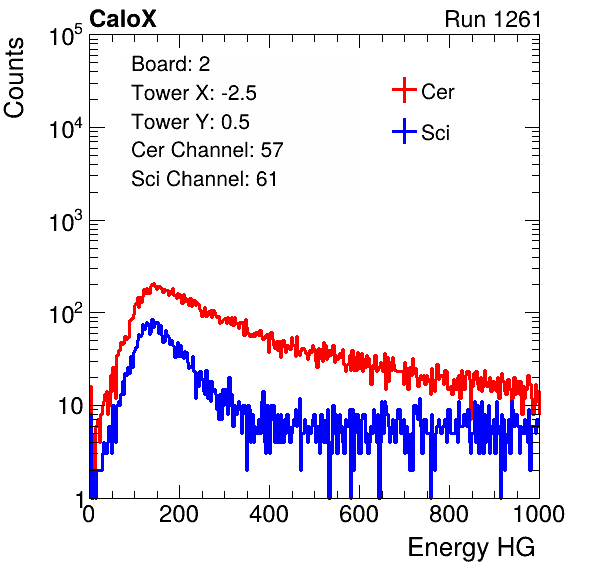 CaloX Run 1261
Counts
10^5
10^4
10^3
10^2
10
1
Board: 2
Tower X: -2.5
Tower Y: 0.5
Cer Channel: 57
Sci Channel: 61
Cer
Sci
0 200 400 600 800 1000
Energy HG